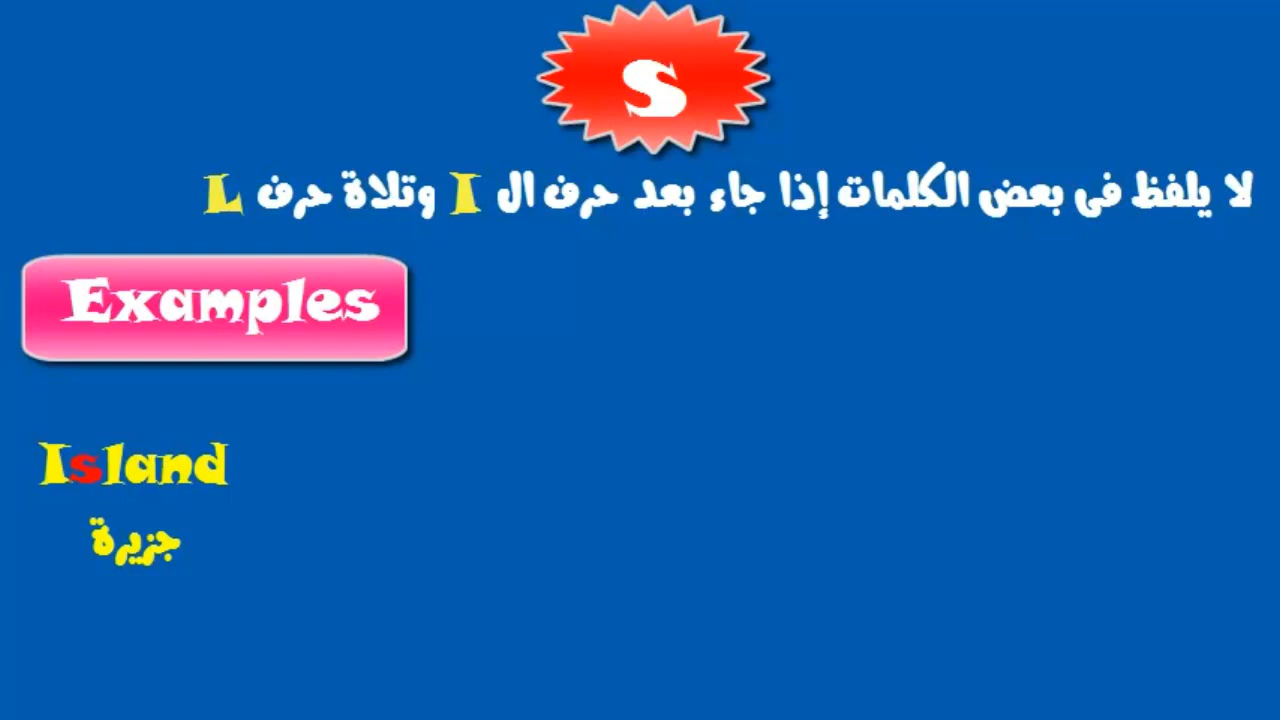 S
لا يلفظ فى بعض الكلمات إذا جاء بعد حرف ال I وتلاة حرف L
Examples
Island
جزيرة